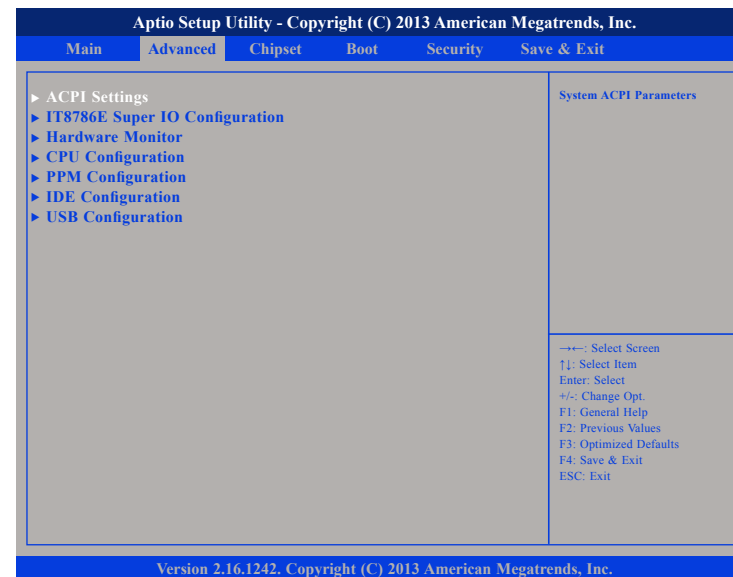 Aptio Setup Utility - Copyright (C) 2013 American Megatrends, Inc.
Main Advanced Chipset Boot Security Save & Exit
► ACPI Settings
► IT8786E Super IO Configuration
► Hardware Monitor
► CPU Configuration
► PPM Configuration
► IDE Configuration
► USB Configuration
System ACPI Parameters
→←: Select Screen
↑↓: Select Item
Enter: Select
+/-: Change Opt.
F1: General Help
F2: Previous Values
F3: Optimized Defaults
F4: Save & Exit
ESC: Exit
Version 2.16.1242. Copyright (C) 2013 American Megatrends, Inc.